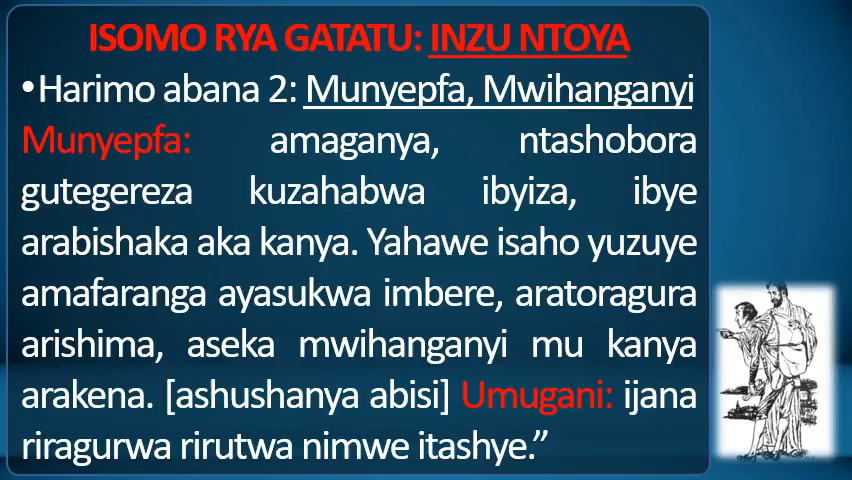 ISOMO RYA GATATU: INZU NTOYA
•Harimo abana 2: Munyepfa, Mwihanganyi
Munyepfa: amaganya, ntashobora
gutegereza kuzahabwa ibyiza, ibye
arabishaka aka kanya. Yahawe isaho yuzuye
amafaranga ayasukwa imbere, aratoragura
arishima, aseka mwihanganyi mu kanya
arakena. [ashushanya abisi] Umugani: ijana
riragurwa rirutwa nimwe itashye.”